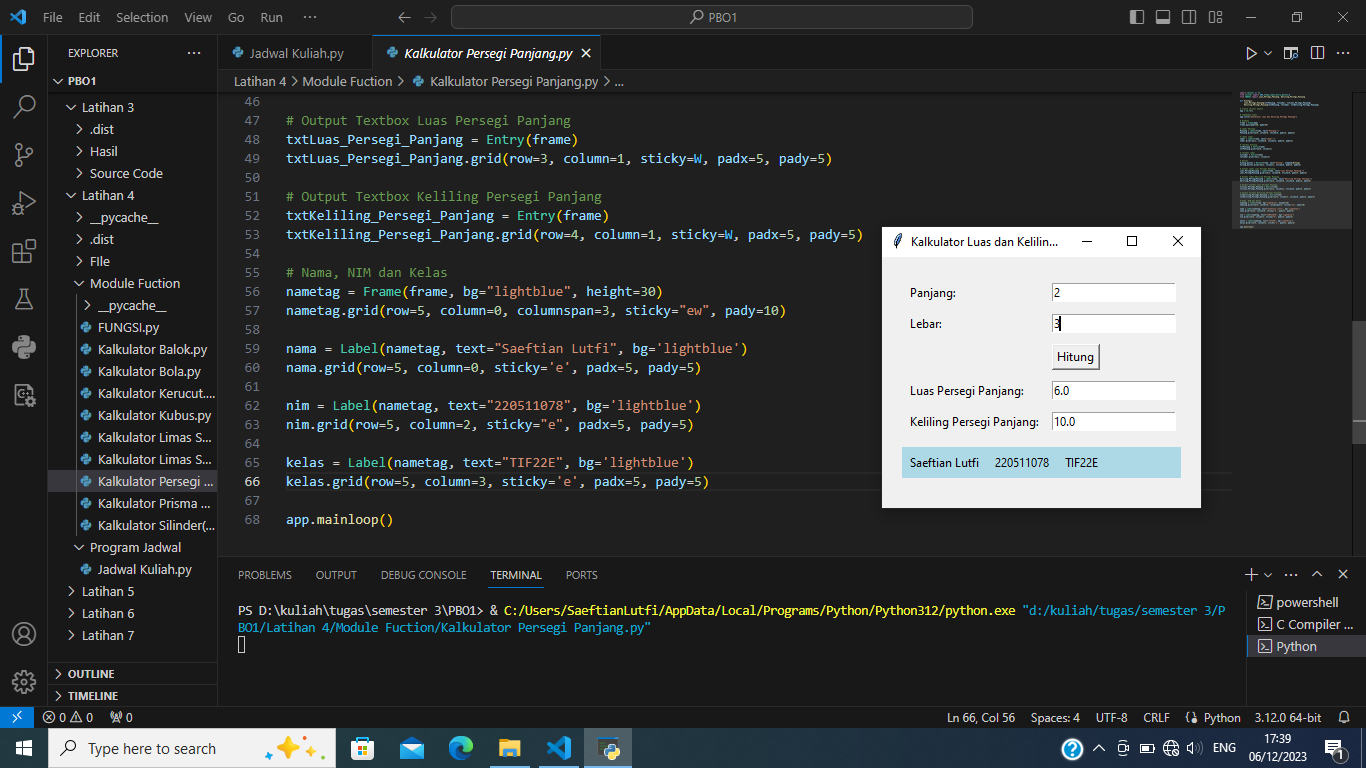 File Edit Selection View Go Run ··· PBO1
EXPLORER ···
PBO1
Latihan 3
.dist
Hasil
Source Code
Latihan 4
__pycache__
.dist
FIle
Module Fuction
__pycache__
FUNGSI.py
Kalkulator Balok.py
Kalkulator Bola.py
Kalkulator Kerucut....
Kalkulator Kubus.py
Kalkulator Limas S...
Kalkulator Limas S...
Kalkulator Persegi ...
Kalkulator Prisma ...
Kalkulator Silinder(...
Program Jadwal
Jadwal Kuliah.py
Latihan 5
Latihan 6
Latihan 7
OUTLINE
TIMELINE
Jadwal Kuliah.py Kalkulator Persegi Panjang.py
Latihan 4 > Module Fuction > Kalkulator Persegi Panjang.py > ...
46
47 # Output Textbox Luas Persegi Panjang
48 txtLuas_Persegi_Panjang = Entry(frame)
49 txtLuas_Persegi_Panjang.grid(row=3, column=1, sticky=W, padx=5, pady=5)
50
51 # Output Textbox Keliling Persegi Panjang
52 txtKeliling_Persegi_Panjang = Entry(frame)
53 txtKeliling_Persegi_Panjang.grid(row=4, column=1, sticky=W, padx=5, pady=5)
54
55 # Nama, NIM dan Kelas
56 nametag = Frame(frame, bg="lightblue", height=30)
57 nametag.grid(row=5, column=0, columnspan=3, sticky="ew", pady=10)
58
59 nama = Label(nametag, text="Saeftian Lutfi", bg='lightblue')
60 nama.grid(row=5, column=0, sticky='e', padx=5, pady=5)
61
62 nim = Label(nametag, text="220511078", bg='lightblue')
63 nim.grid(row=5, column=2, sticky="e", padx=5, pady=5)
64
65 kelas = Label(nametag, text="TIF22E", bg='lightblue')
66 kelas.grid(row=5, column=3, sticky='e', padx=5, pady=5)
67
68 app.mainloop()
Kalkulator Luas dan Kelilin...
Panjang: 2
Lebar: 3
Hitung
Luas Persegi Panjang: 6.0
Keliling Persegi Panjang: 10.0
Saeftian Lutfi 220511078 TIF22E
PROBLEMS OUTPUT DEBUG CONSOLE TERMINAL PORTS
PS D:\kuliah\tugas\semester 3\PBO1> & C:/Users/SaeftianLutfi/AppData/Local/Programs/Python/Python312/python.exe "d:/kuliah/tugas/semester 3/P
BO1/Latihan 4/Module Fuction/Kalkulator Persegi Panjang.py"
powershell
C Compiler ...
Python
0 0 0 Ln 66, Col 56 Spaces: 4 UTF-8 CRLF Python 3.12.0 64-bit
Type here to search
ENG
17:39
06/12/2023
1